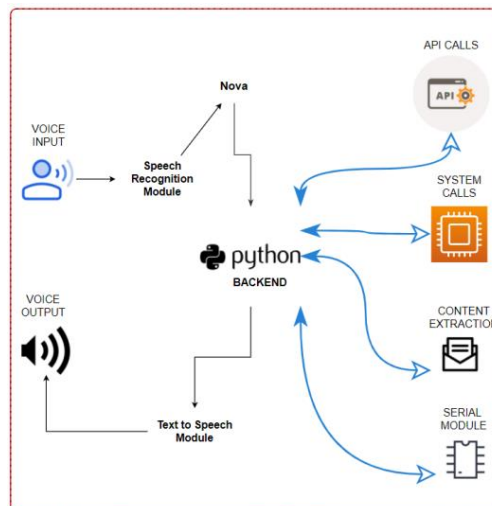 API CALLS
API
Nova
VOICE
INPUT
Speech
Recognition
Module
SYSTEM
CALLS
python
BACKEND
VOICE
OUTPUT
CONTENT
EXTRACTION
Text to Speech
Module
SERIAL
MODULE